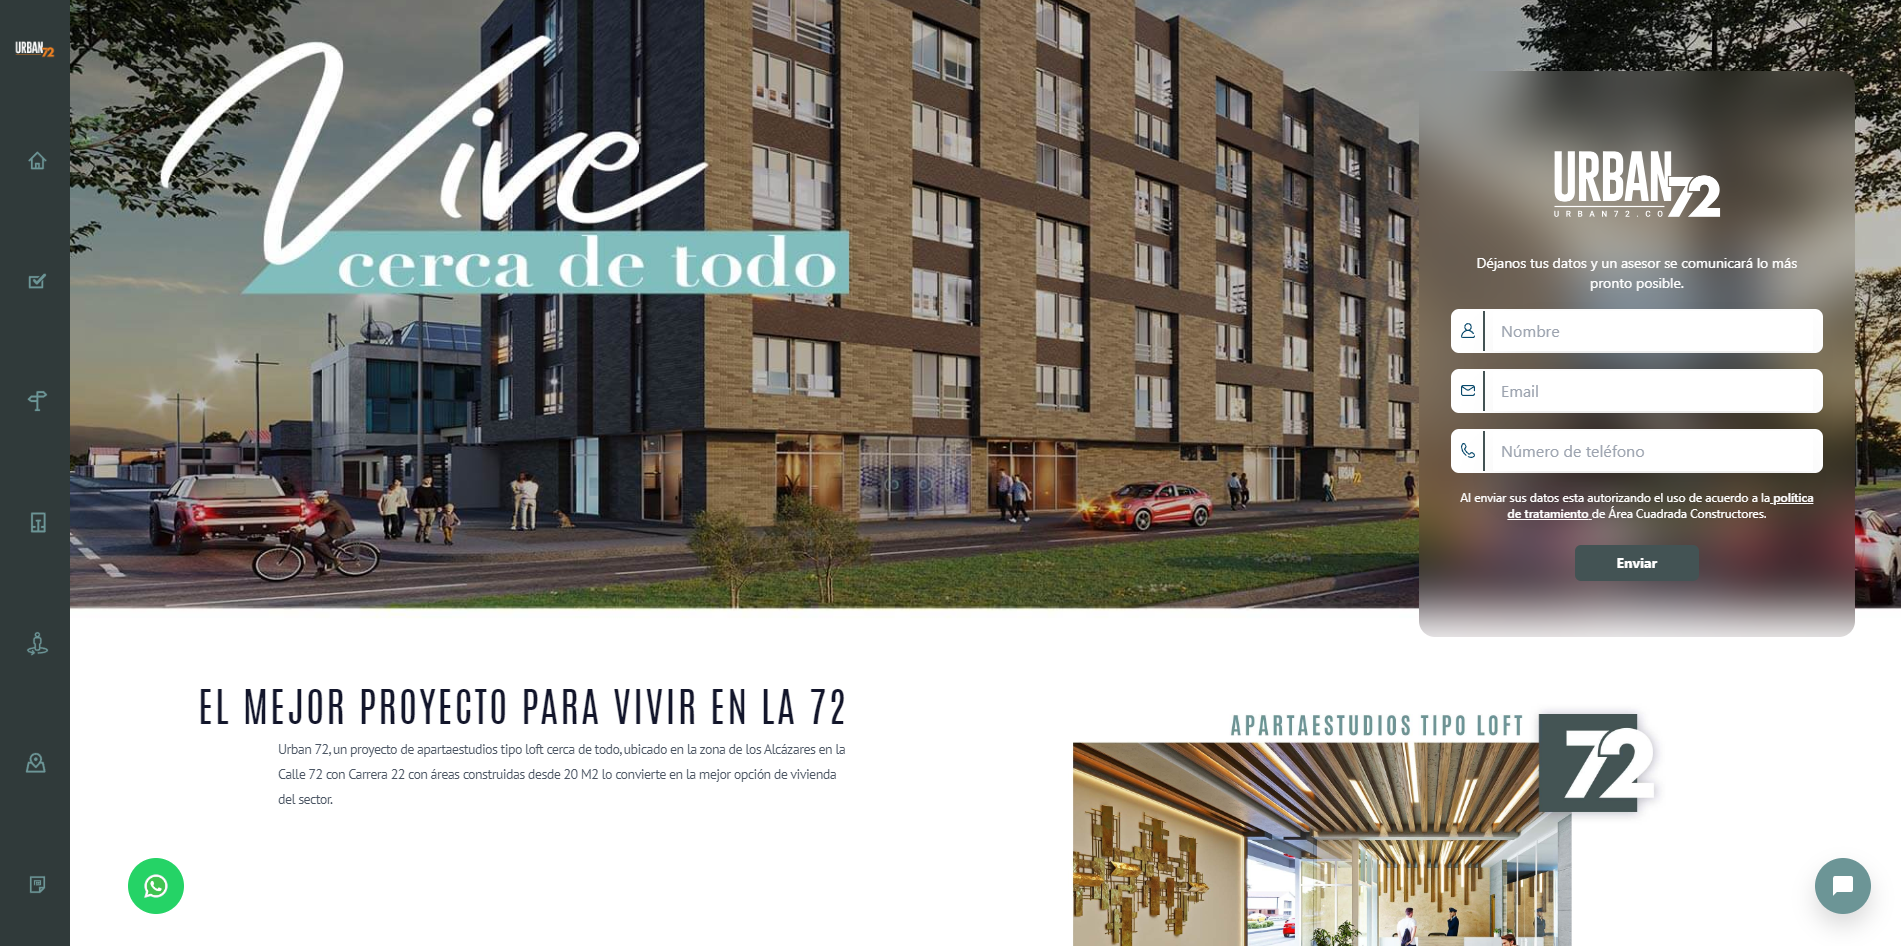 URBAN72
Vive
cerca de todo
URBAN72
URBAN72.CO
Déjanos tus datos y un asesor se comunicará lo más
pronto posible.
Nombre
Email
Número de teléfono
Al enviar sus datos esta autorizando el uso de acuerdo a la política
de tratamiento de Área Cuadrada Constructores.
Enviar
URBAN72
EL MEJOR PROYECTO PARA VIVIR EN LA 72
Urban 72, un proyecto de apartaestudios tipo loft cerca de todo, ubicado en la zona de los Alcázares en la
Calle 72 con Carrera 22 con áreas construidas desde 20 M2 lo convierte en la mejor opción de vivienda
del sector.
APARTAESTUDIOS TIPO LOFT
72